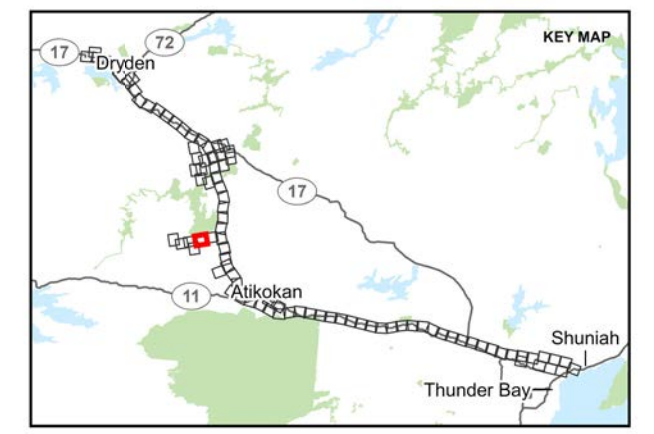 72
KEY MAP
17
Dryden
17
11
Atikokan
Shuniah
Thunder Bay